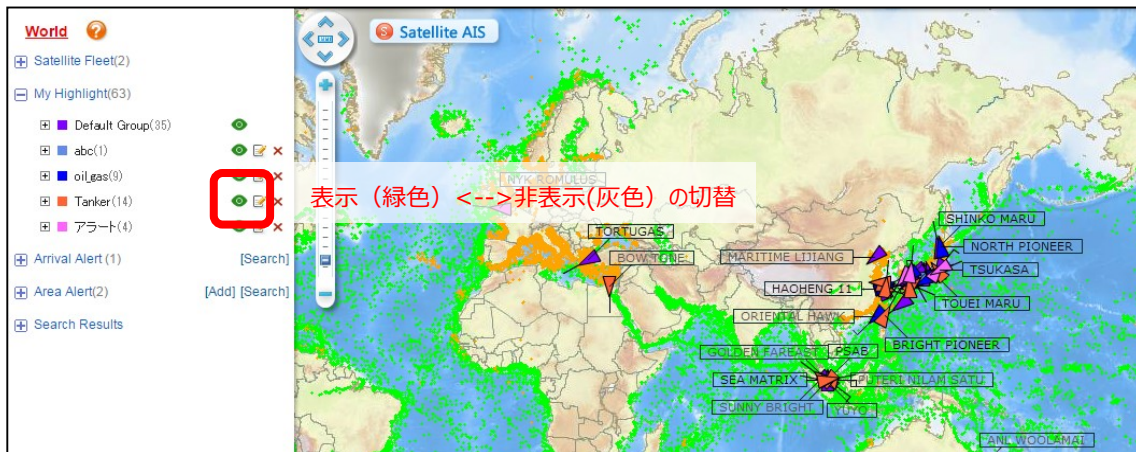 World
Satellite AIS
Satellite Fleet(2)
My Highlight(63)
Default Group(35)
abc(1)
oil_gas(9)
Tanker(14)
アラート(4)
Arrival Alert (1) [Search]
Area Alert(2) [Add] [Search]
Search Results
NYK ROMULUS
表示（緑色）<-->非表示(灰色）の切替
SHINKO MARU
TORTUGAS
NORTH PIONEER
BOW TONE
MARITIME LIJIANG
TSUKASA
HAOHENG 11
TOUEI MARU
ORIENTAL HAWK
BRIGHT PIONEER
GOLDEN FAREAST
PSAB
SEA MATRIX
PUTERI NILAM SATU
SUNNY BRIGHT
YUYO
ANL WOOLAMAI